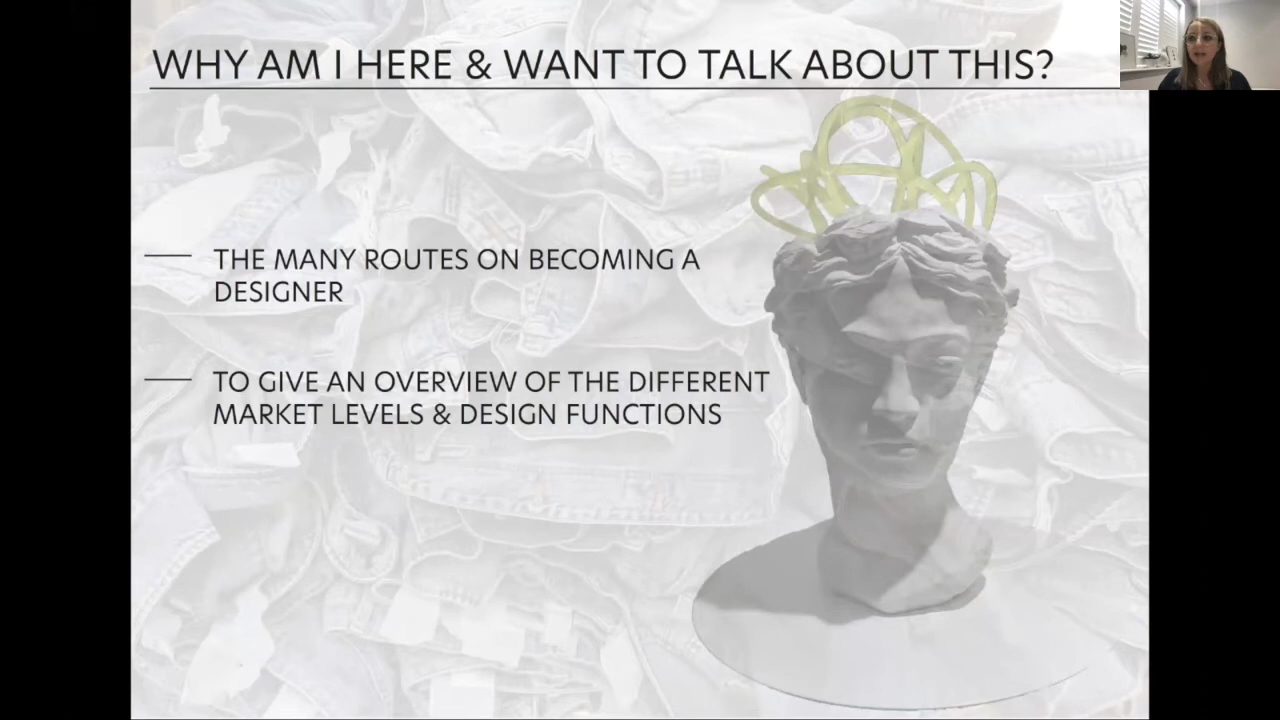 WHY AM I HERE & WANT TO TALK ABOUT THIS?
THE MANY ROUTES ON BECOMING A
DESIGNER
TO GIVE AN OVERVIEW OF THE DIFFERENT
MARKET LEVELS & DESIGN FUNCTIONS